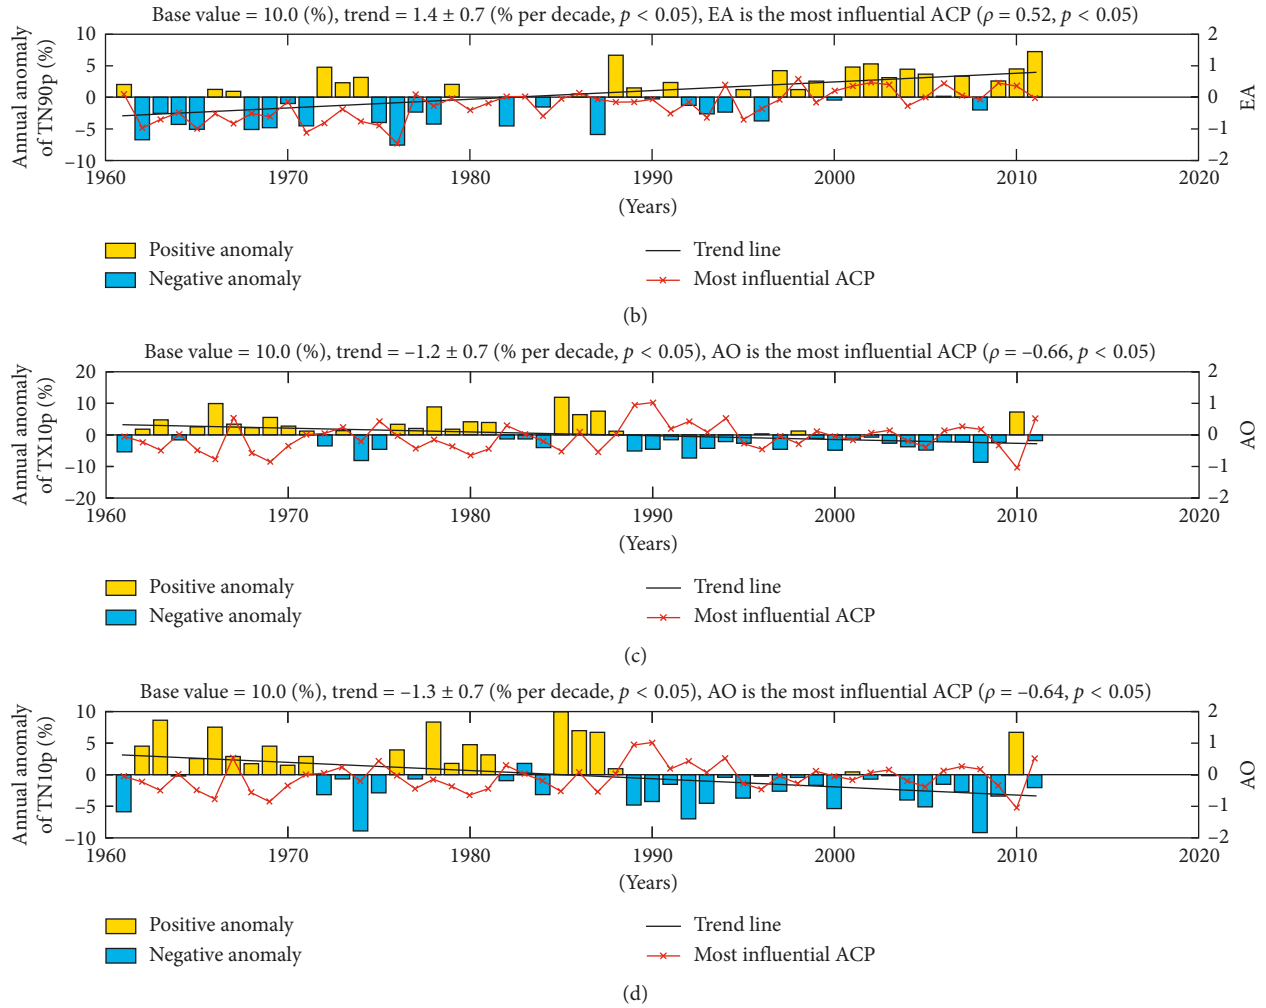 Base value = 10.0 (%), trend = 1.4 ± 0.7 (% per decade, p < 0.05), EA is the most influential ACP (ρ = 0.52, p < 0.05)
Annual anomaly
of TN90p (%)
10
5
0
–5
–10
2
1
0
–1
–2
EA
1960 1970 1980 1990 2000 2010 2020
(Years)
Positive anomaly
Negative anomaly
Trend line
Most influential ACP
(b)
Base value = 10.0 (%), trend = –1.2 ± 0.7 (% per decade, p < 0.05), AO is the most influential ACP (ρ = –0.66, p < 0.05)
Annual anomaly
of TX10p (%)
20
10
0
–10
–20
2
1
0
–1
–2
AO
1960 1970 1980 1990 2000 2010 2020
(Years)
Positive anomaly
Negative anomaly
Trend line
Most influential ACP
(c)
Base value = 10.0 (%), trend = –1.3 ± 0.7 (% per decade, p < 0.05), AO is the most influential ACP (ρ = –0.64, p < 0.05)
Annual anomaly
of TN10p (%)
10
5
0
–5
–10
2
1
0
–1
–2
AO
1960 1970 1980 1990 2000 2010 2020
(Years)
Positive anomaly
Negative anomaly
Trend line
Most influential ACP
(d)